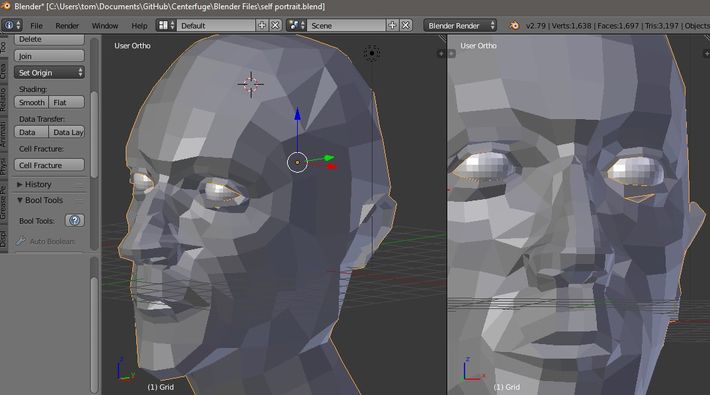 Blender* [C:\Users\tom\Documents\GitHub\Centerfuge\Blender Files\self portrait.blend]
File Render Window Help Default Scene Blender Render v2.79 | Verts:1,638 | Faces:1,697 | Tris:3,197 | Objects
Delete
Join
Set Origin
Shading:
Smooth Flat
Data Transfer:
Data Data Lay
Cell Fracture:
Cell Fracture
History
Bool Tools
Bool Tools:
Auto Boolean:
Too
Crea
Relatio
Animati
Physi
Grease Pe
Displ
User Ortho
(1) Grid
User Ortho
(1) Grid
z
y
z
x